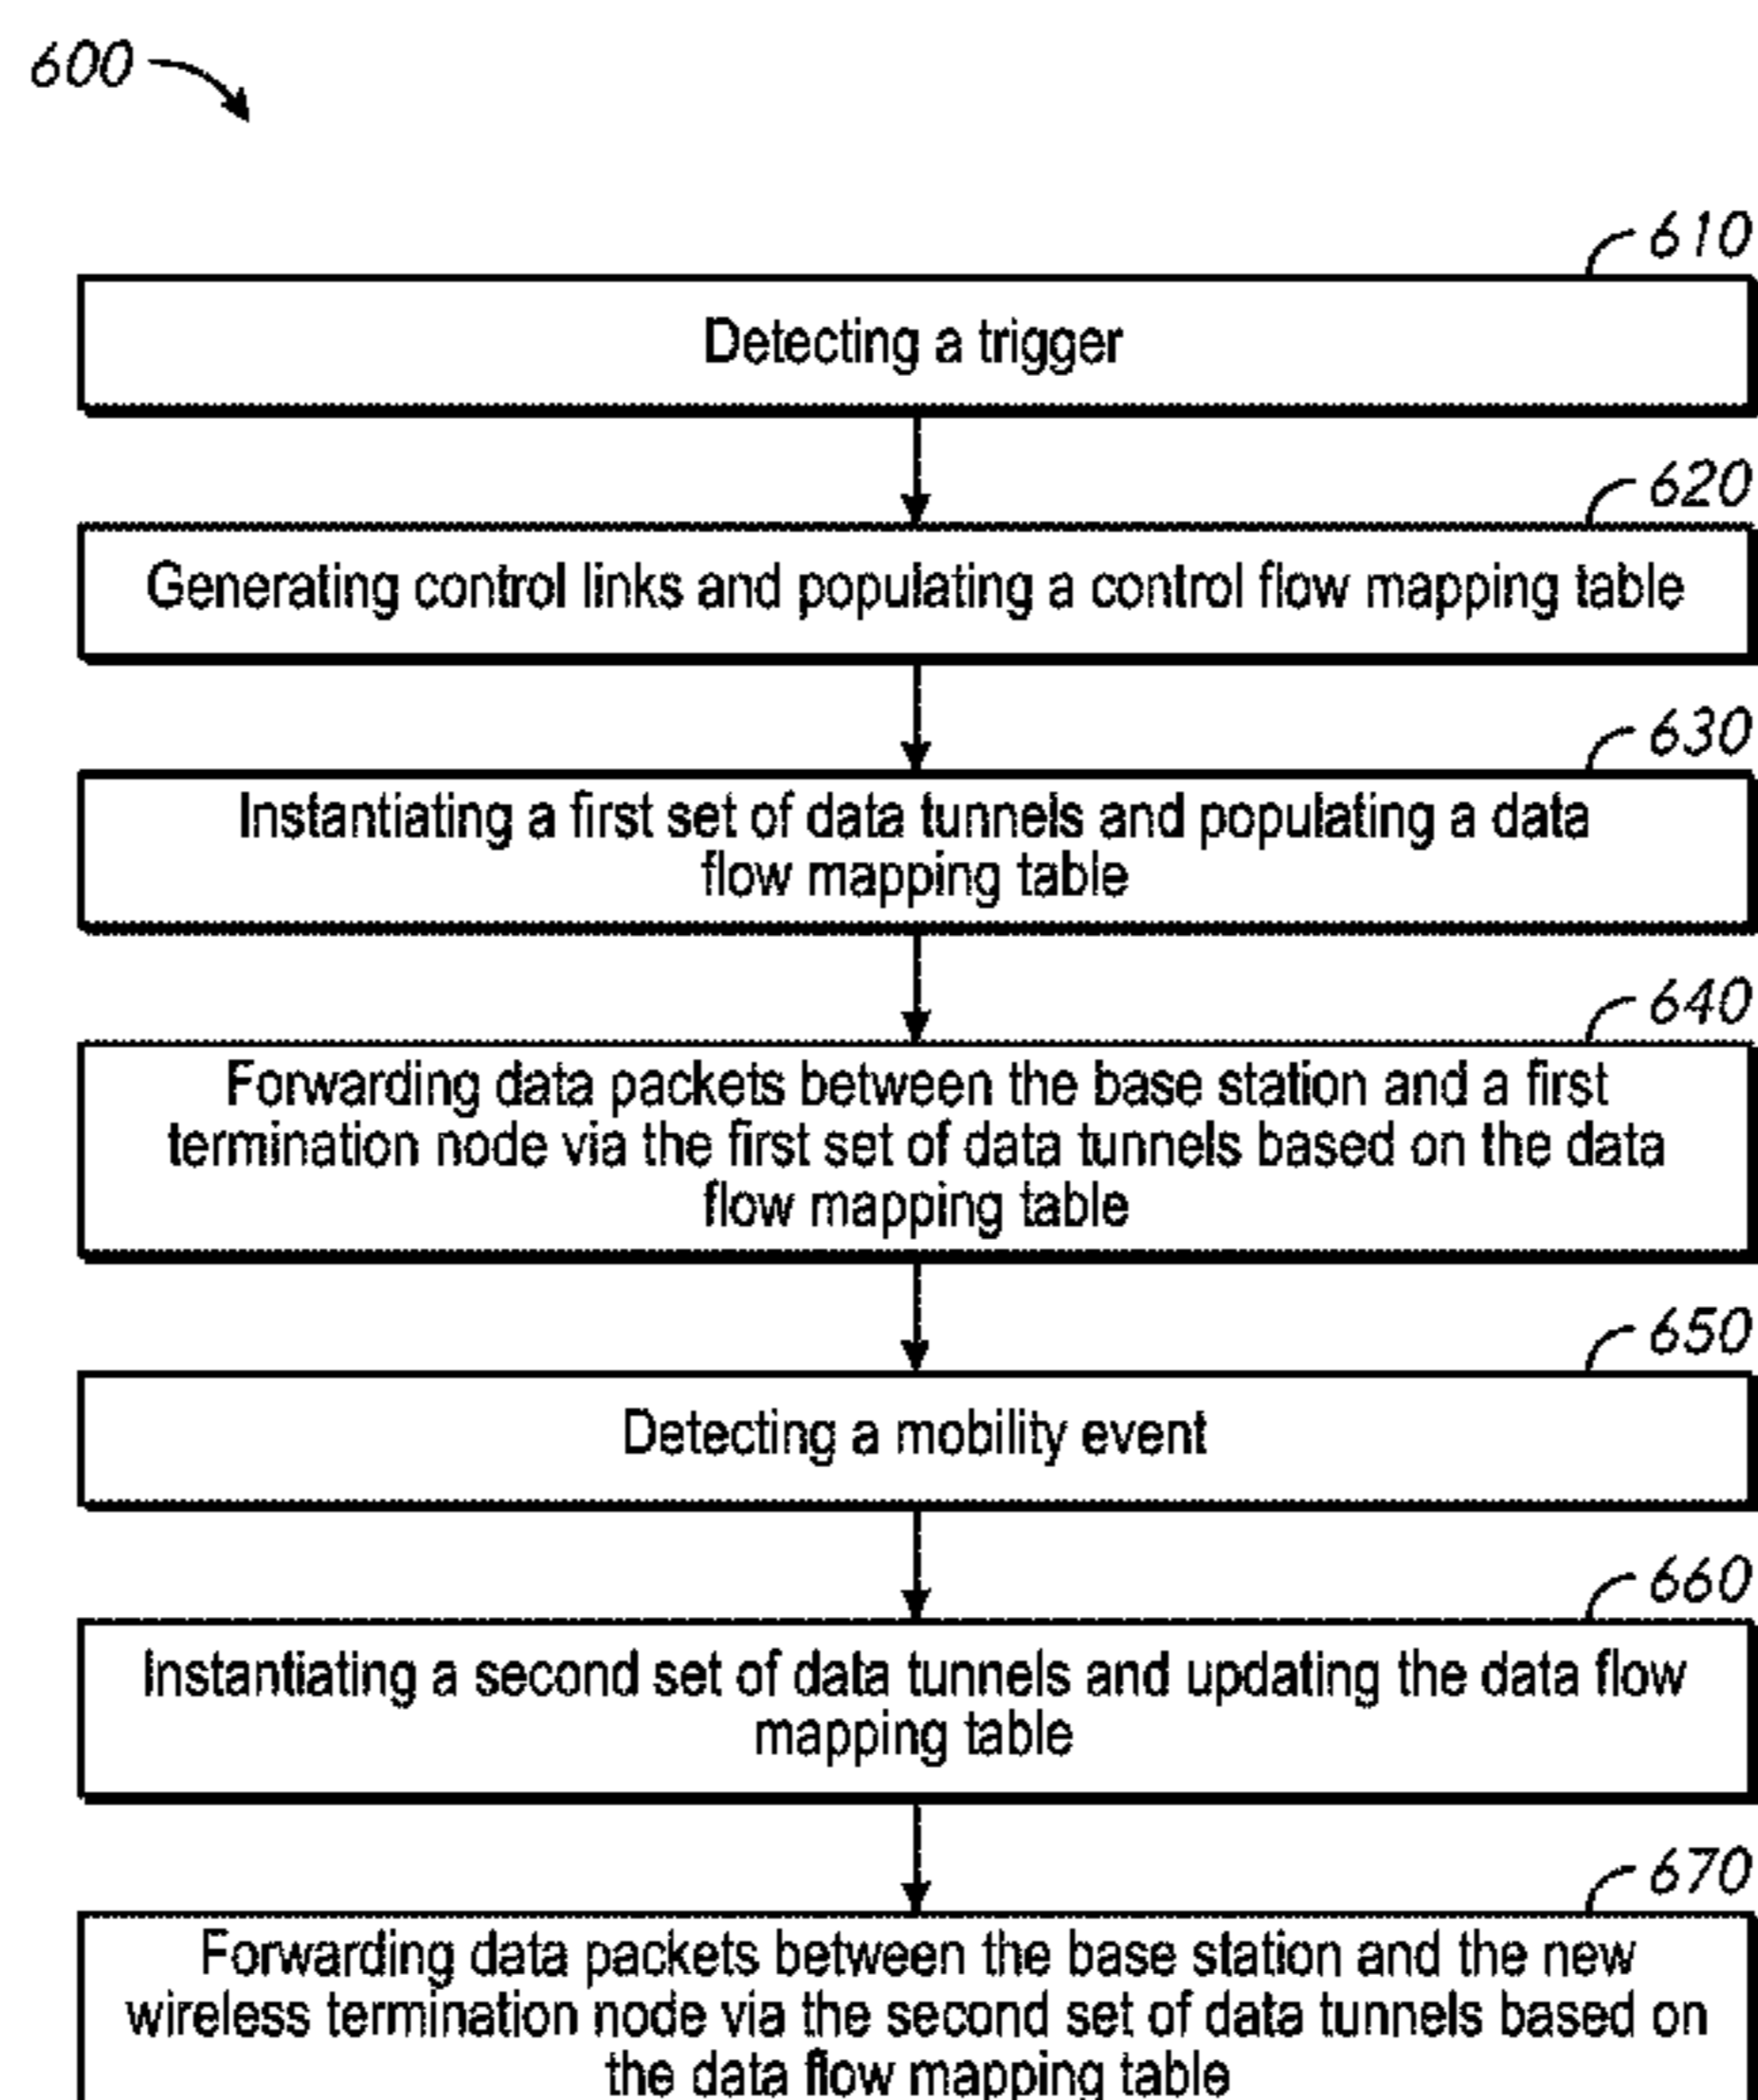 600
610
Detecting a trigger
620
Generating control links and populating a control flow mapping table
630
Instantiating a first set of data tunnels and populating a data
flow mapping table
640
Forwarding data packets between the base station and a first
termination node via the first set of data tunnels based on the data
flow mapping table
650
Detecting a mobility event
660
Instantiating a second set of data tunnels and updating the data flow
mapping table
670
Forwarding data packets between the base station and the new
wireless termination node via the second set of data tunnels based on
the data flow mapping table